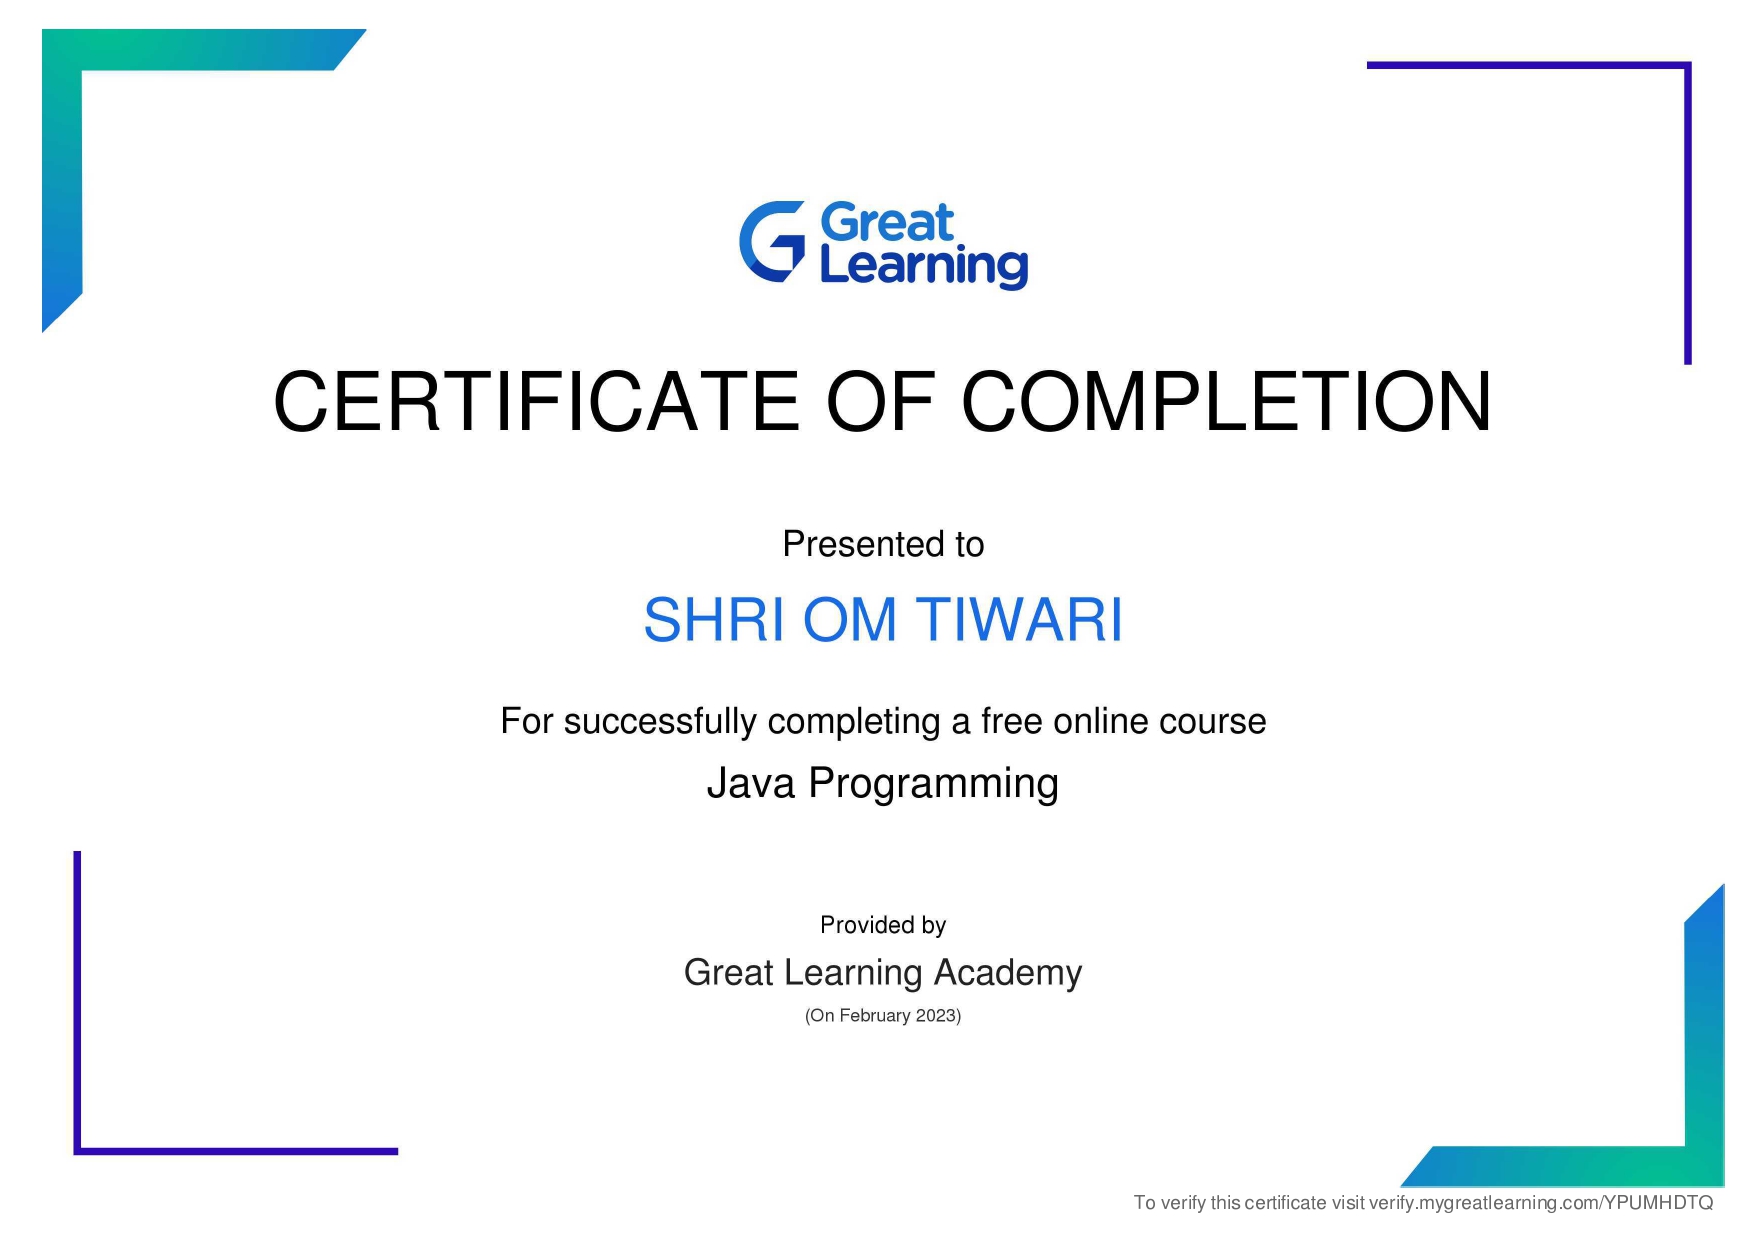 Great
Learning
CERTIFICATE OF COMPLETION
Presented to
SHRI OM TIWARI
For successfully completing a free online course
Java Programming
Provided by
Great Learning Academy
(On February 2023)
To verify this certificate visit verify.mygreatlearning.com/YPUMHDTQ